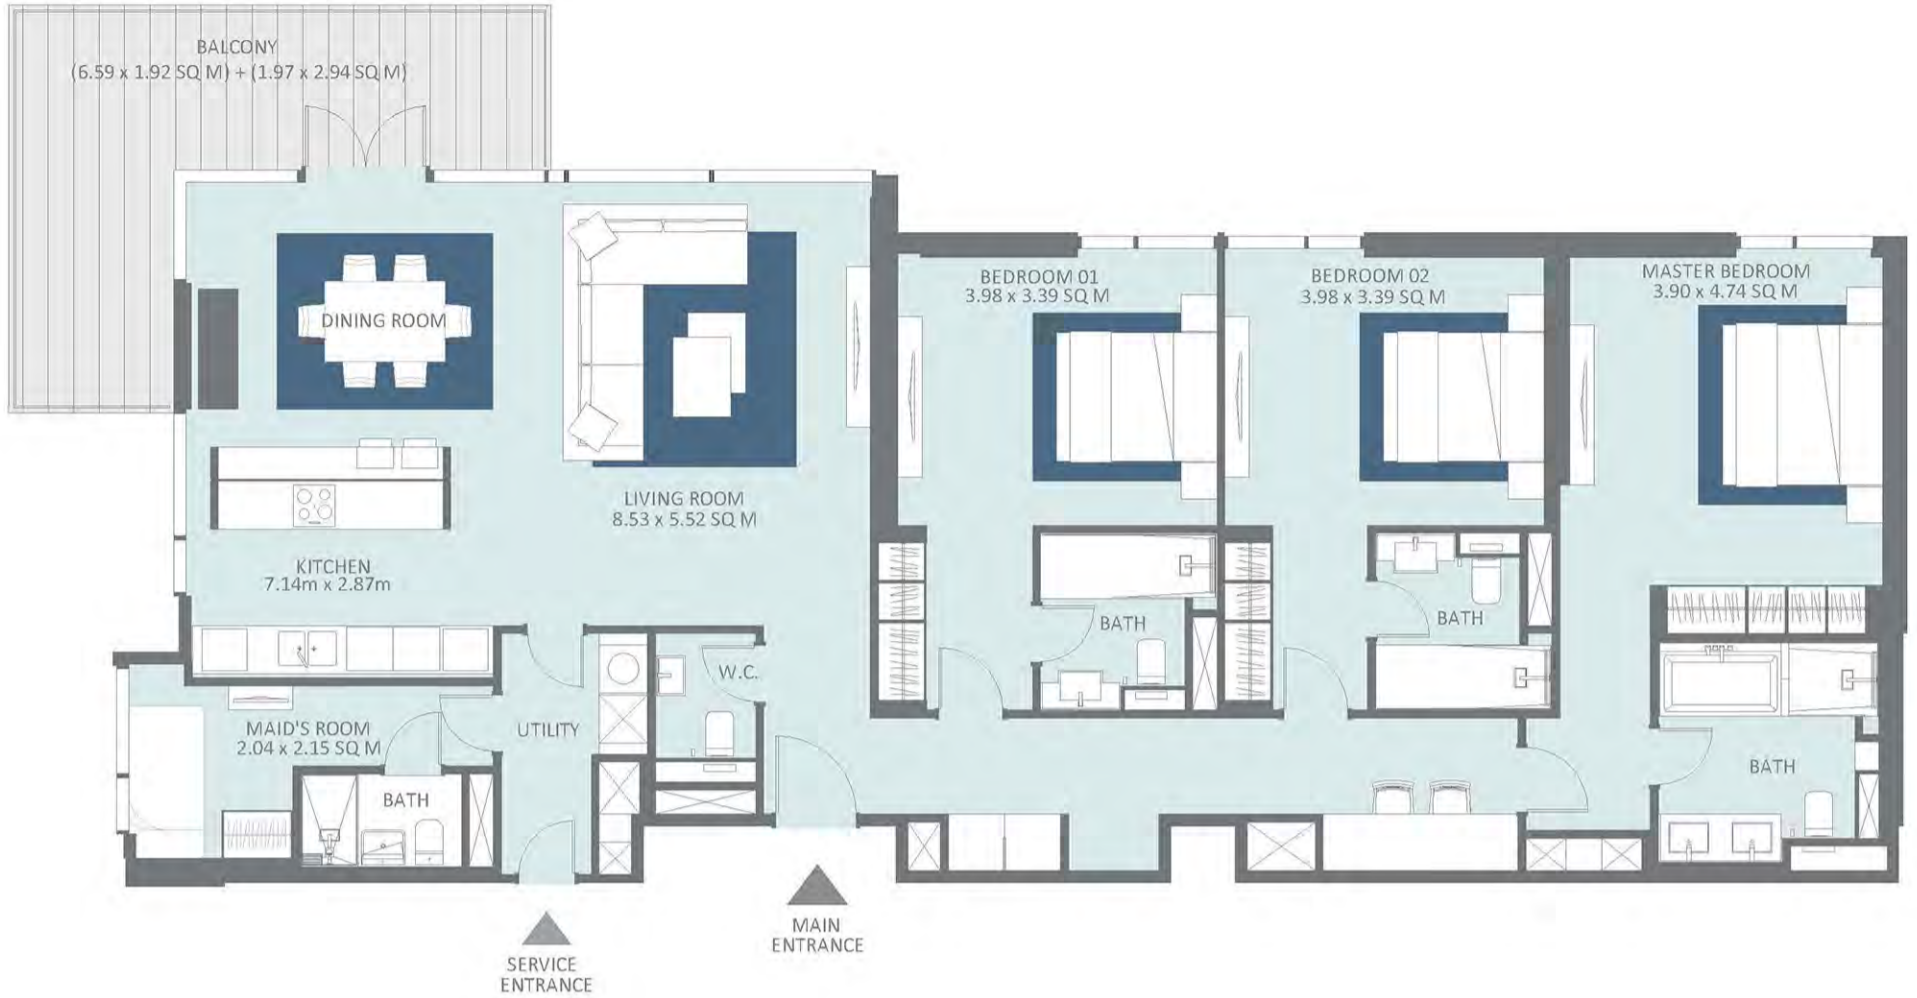 BALCONY
(6.59 x 1.92 SQ M) + (1.97 x 2.94 SQ M)
DINING ROOM
BEDROOM 01
3.98 x 3.39 SQ M
BEDROOM 02
3.98 x 3.39 SQ M
MASTER BEDROOM
3.90 x 4.74 SQ M
LIVING ROOM
8.53 x 5.52 SQ M
KITCHEN
7.14m x 2.87m
BATH
BATH
W.C.
MAID'S ROOM
2.04 x 2.15 SQ M
UTILITY
BATH
BATH
MAIN
ENTRANCE
SERVICE
ENTRANCE